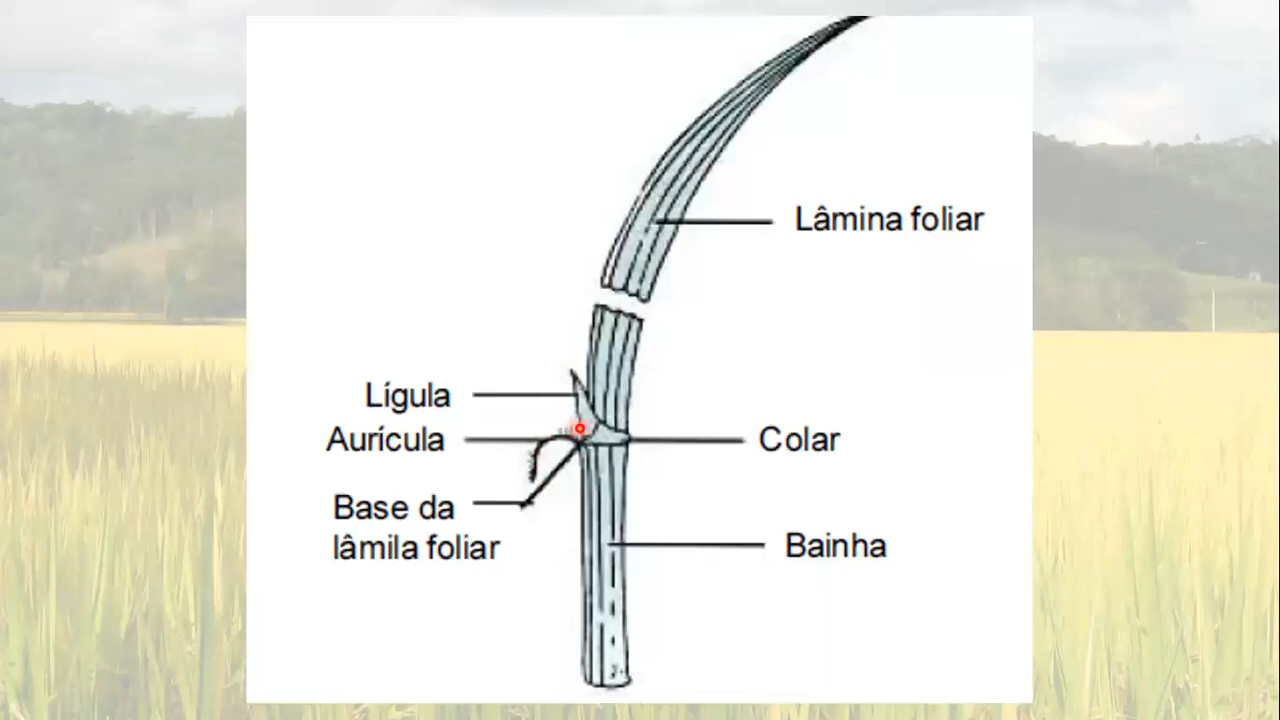 Lâmina foliar
Lígula
Aurícula
Colar
Base da
lâmila foliar
Bainha